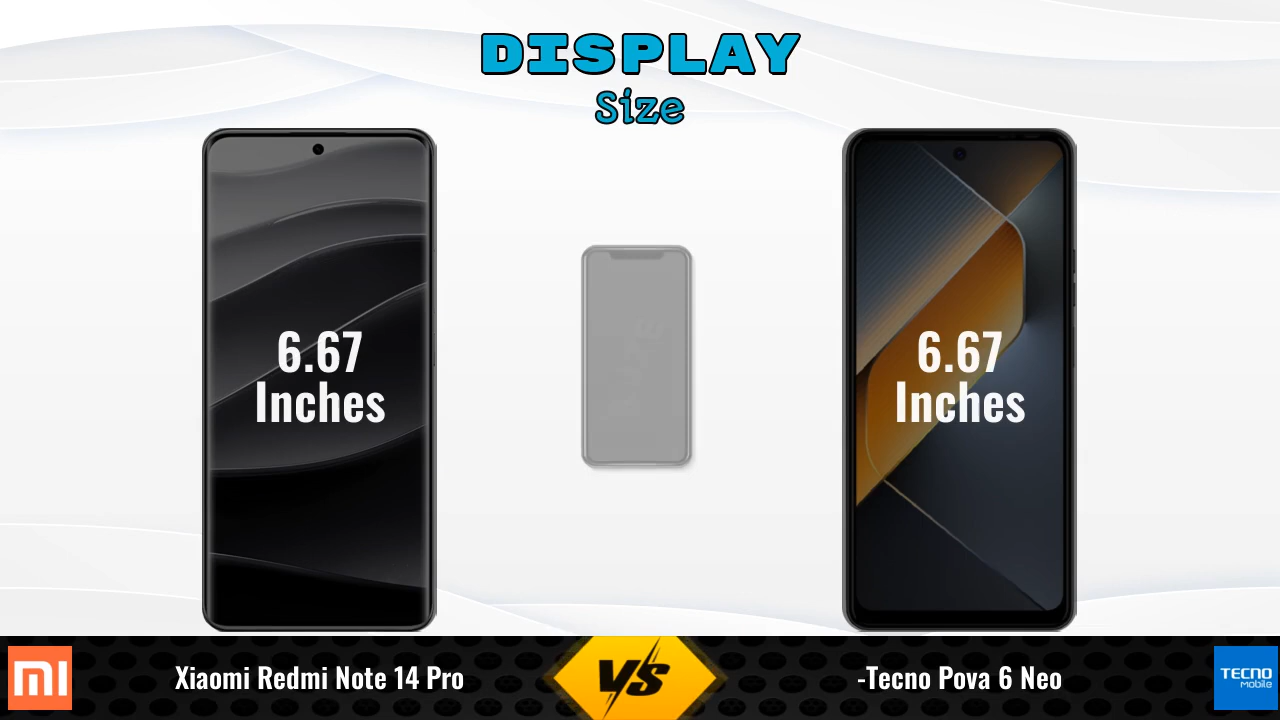 DISPLAY
Size
6.67
Inches
6.67
Inches
Xiaomi Redmi Note 14 Pro
VS
-Tecno Pova 6 Neo
TECNO
mobile